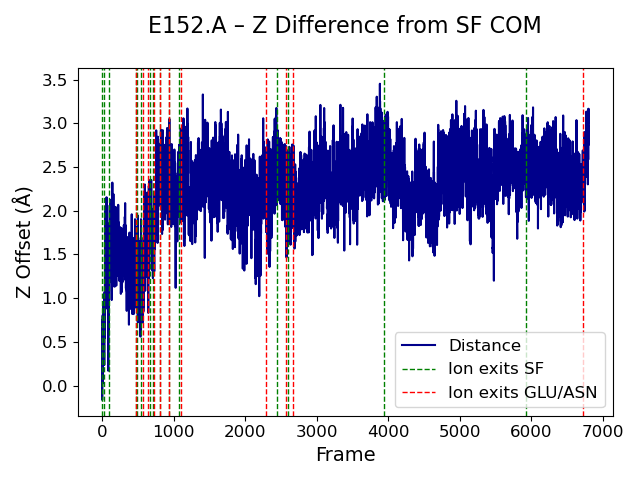 E152.A – Z Difference from SF COM
Z Offset (Å)
3.5
3.0
2.5
2.0
1.5
1.0
0.5
0.0
Distance
Ion exits SF
Ion exits GLU/ASN
0
1000
2000
3000
4000
5000
6000
7000
Frame